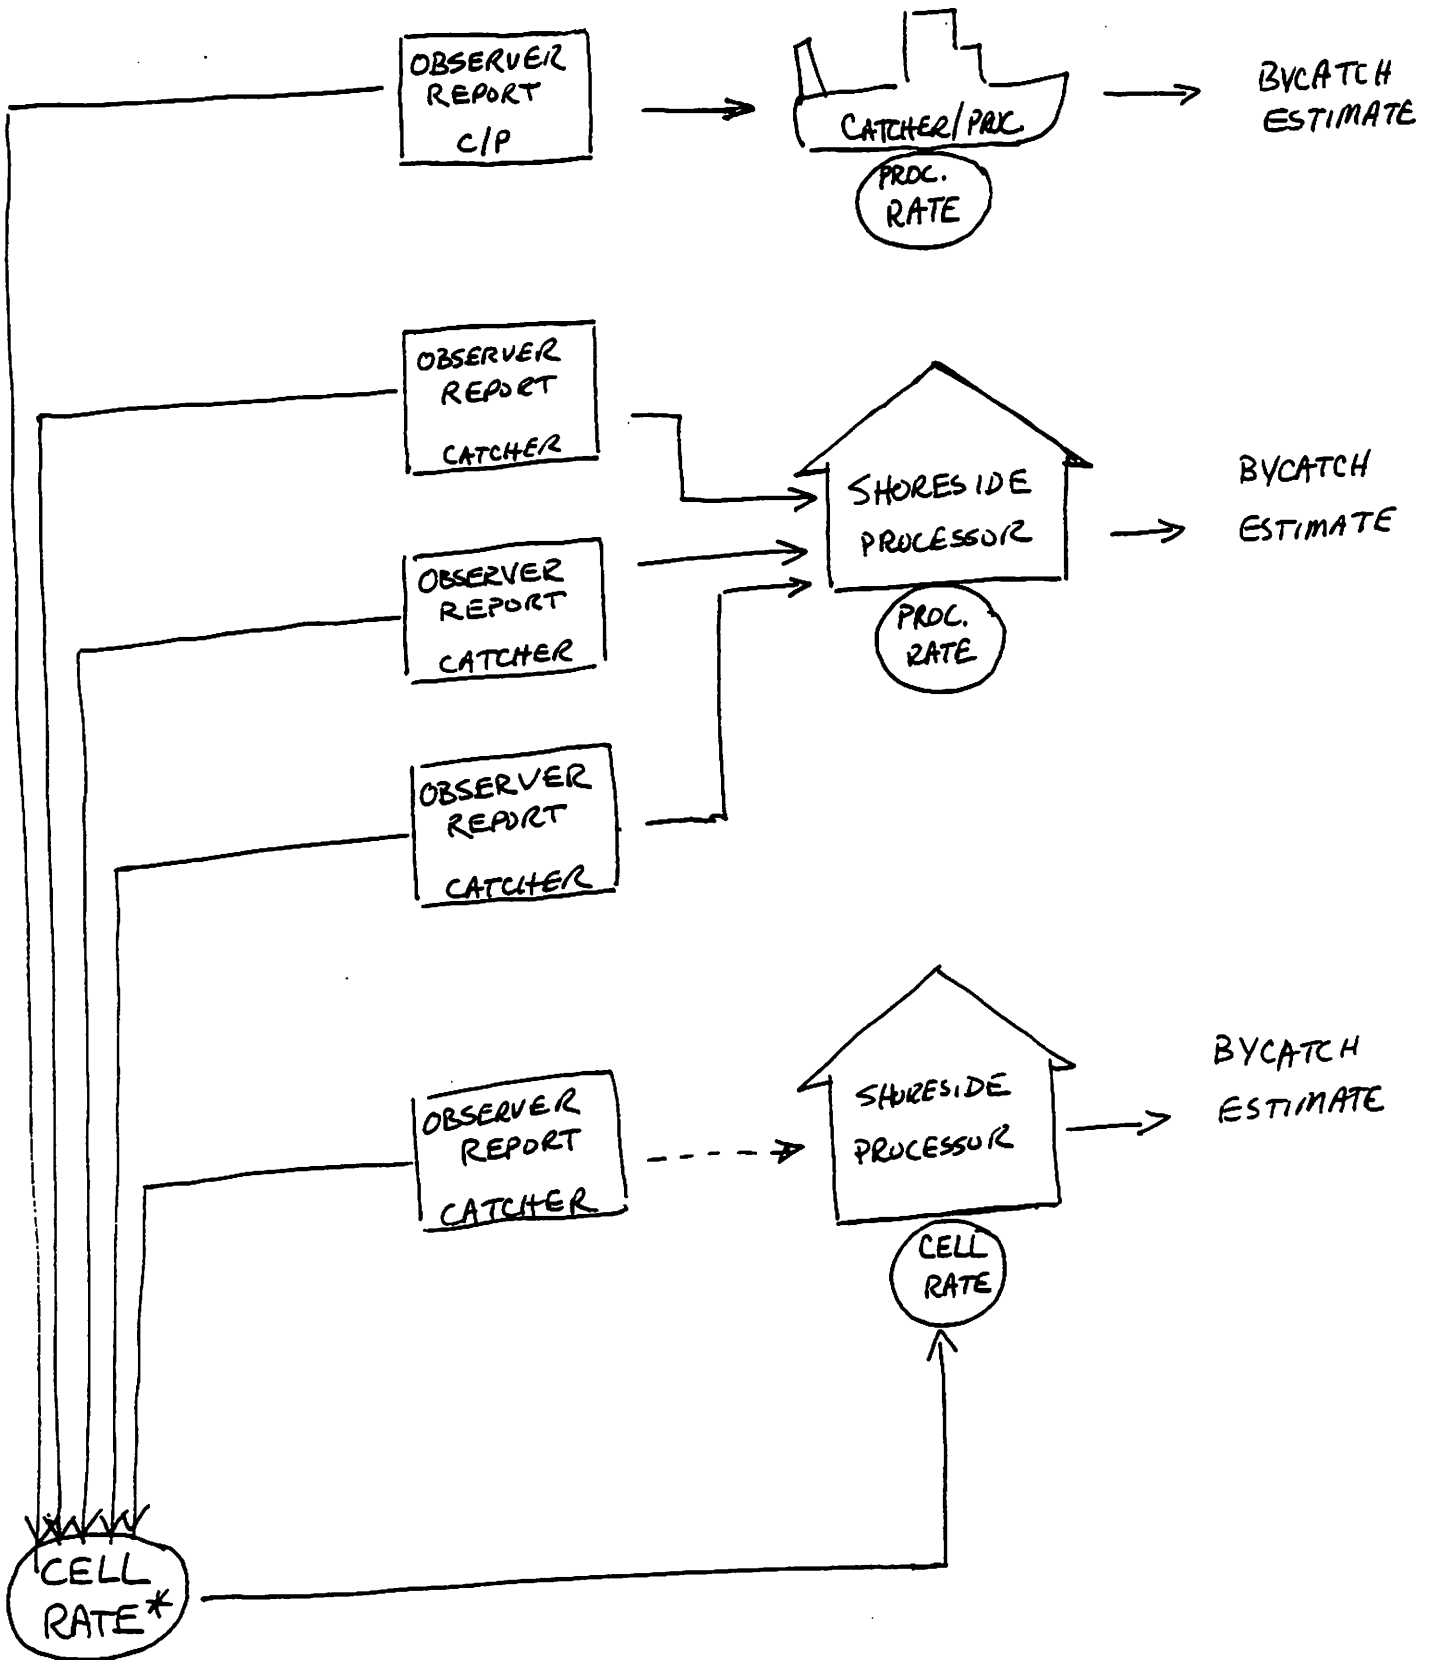 OBSERVER
REPORT
C/P
CATCHER/PROC.
PROC.
RATE
BYCATCH
ESTIMATE
OBSERVER
REPORT
CATCHER
OBSERVER
REPORT
CATCHER
OBSERVER
REPORT
CATCHER
SHORESIDE
PROCESSOR
PROC.
RATE
BYCATCH
ESTIMATE
OBSERVER
REPORT
CATCHER
SHORESIDE
PROCESSOR
CELL
RATE
BYCATCH
ESTIMATE
CELL
RATE*